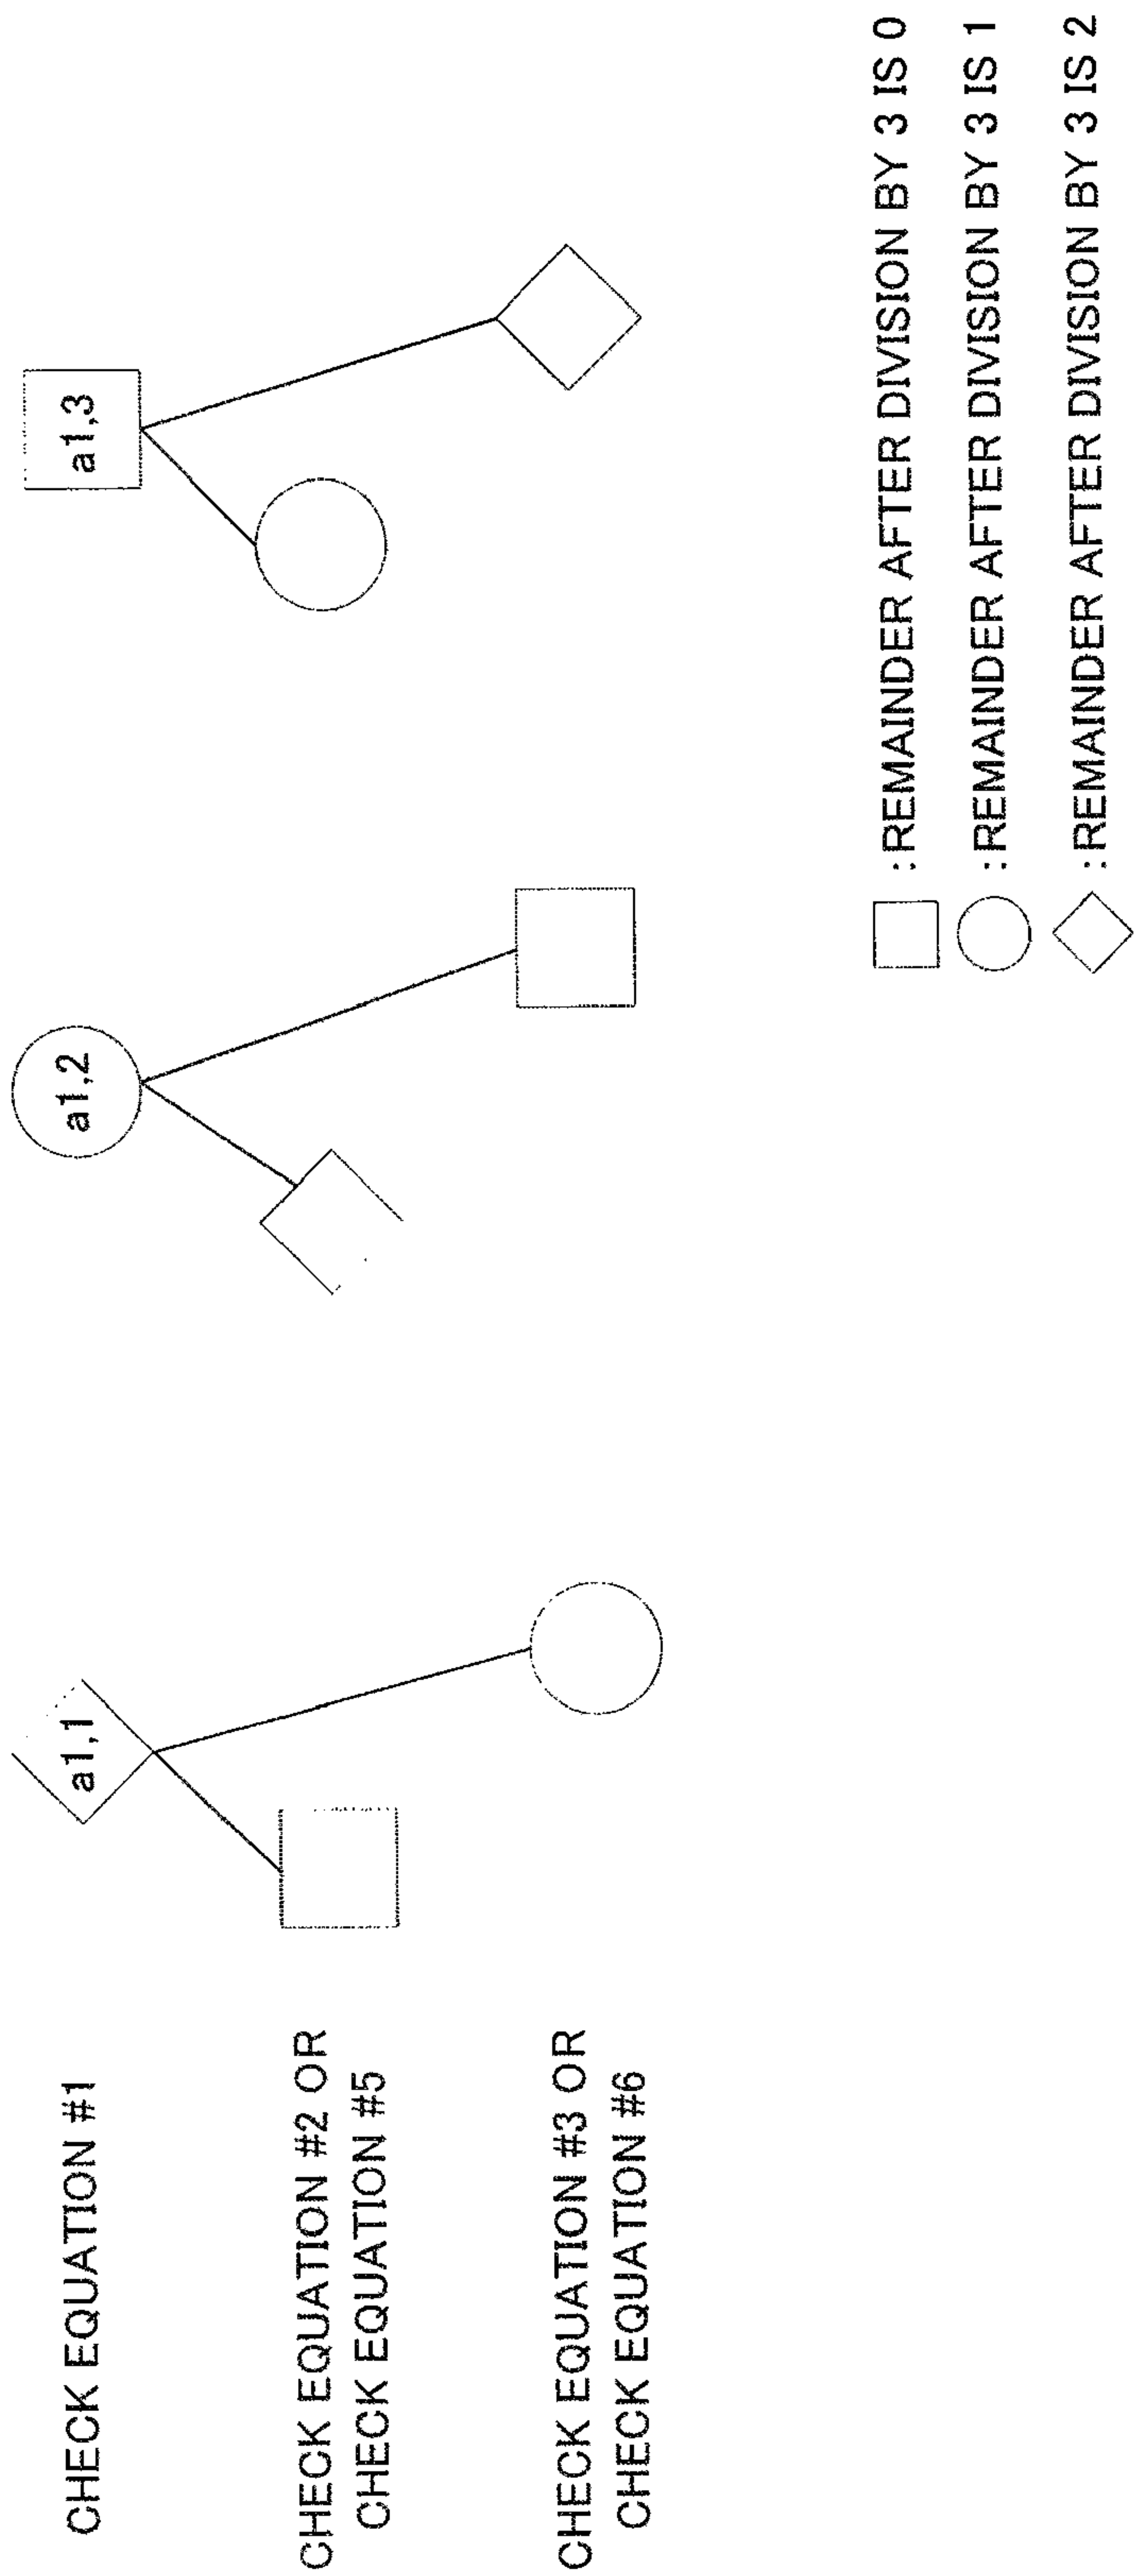 CHECK EQUATION #1
a1,1
a1,2
a1,3
CHECK EQUATION #2 OR
CHECK EQUATION #5
CHECK EQUATION #3 OR
CHECK EQUATION #6
:REMAINDER AFTER DIVISION BY 3 IS 0
:REMAINDER AFTER DIVISION BY 3 IS 1
:REMAINDER AFTER DIVISION BY 3 IS 2